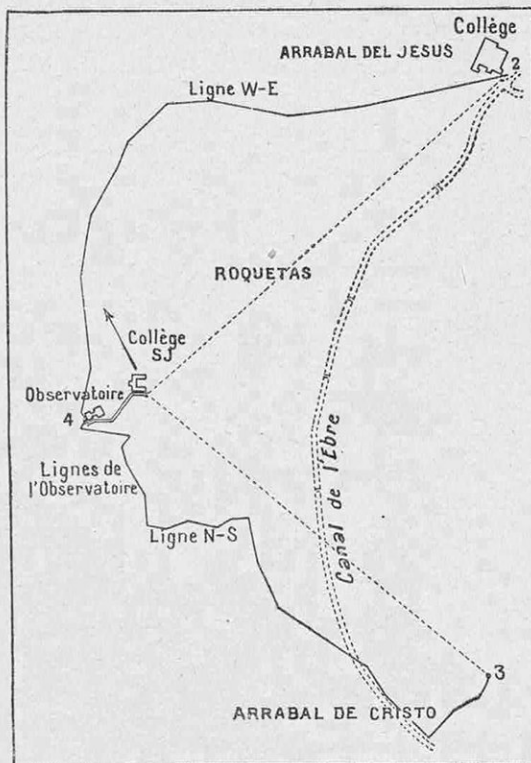 Collège
ARRABAL DEL JESUS
2
Ligne W-E
ROQUETAS
Collège
SJ
Observatoire
4
Lignes de
l'Observatoire
Ligne N-S
Canal de l'Ebre
3
ARRABAL DE CRISTO